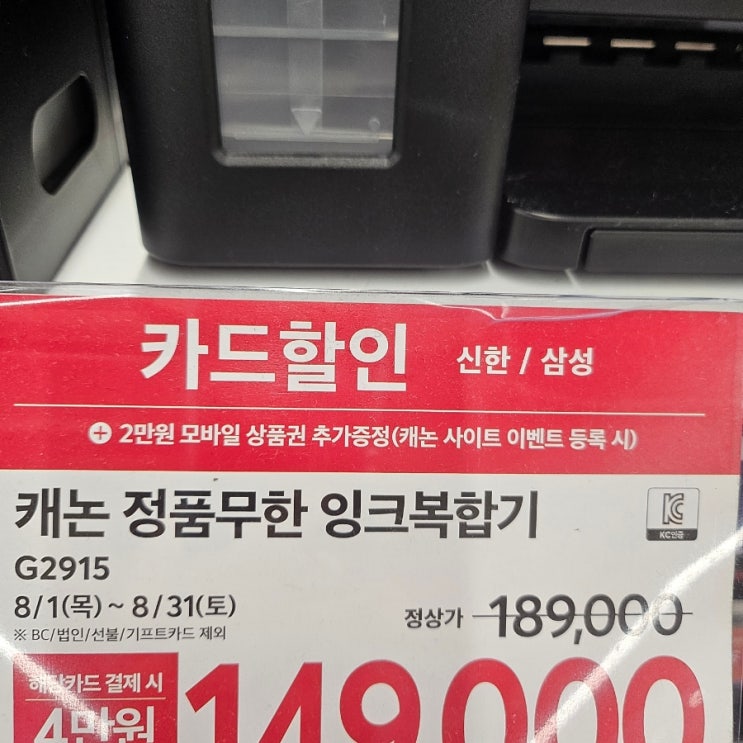 카드할인 신한 / 삼성
+ 2만원 모바일 상품권 추가증정(캐논 사이트 이벤트 등록 시)
캐논 정품무한 잉크복합기
KC
KC인증
G2915
8/1(목) ~ 8/31(토)
정상가 189,000
※ BC/법인/선불/기프트카드 제외
해당카드 결제 시
4만원
149,000